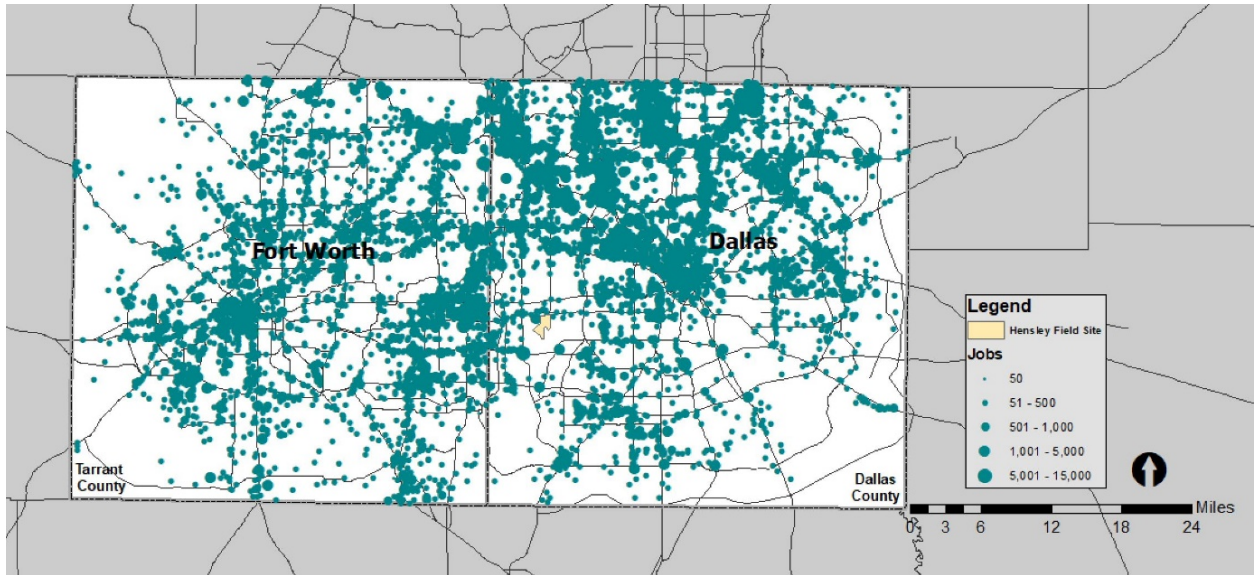 Fort Worth
Dallas
Tarrant
County
Dallas
County
Legend
Hensley Field Site
Jobs
50
51 - 500
501 - 1,000
1,001 - 5,000
5,001 - 15,000
Miles
0 3 6 12 18 24